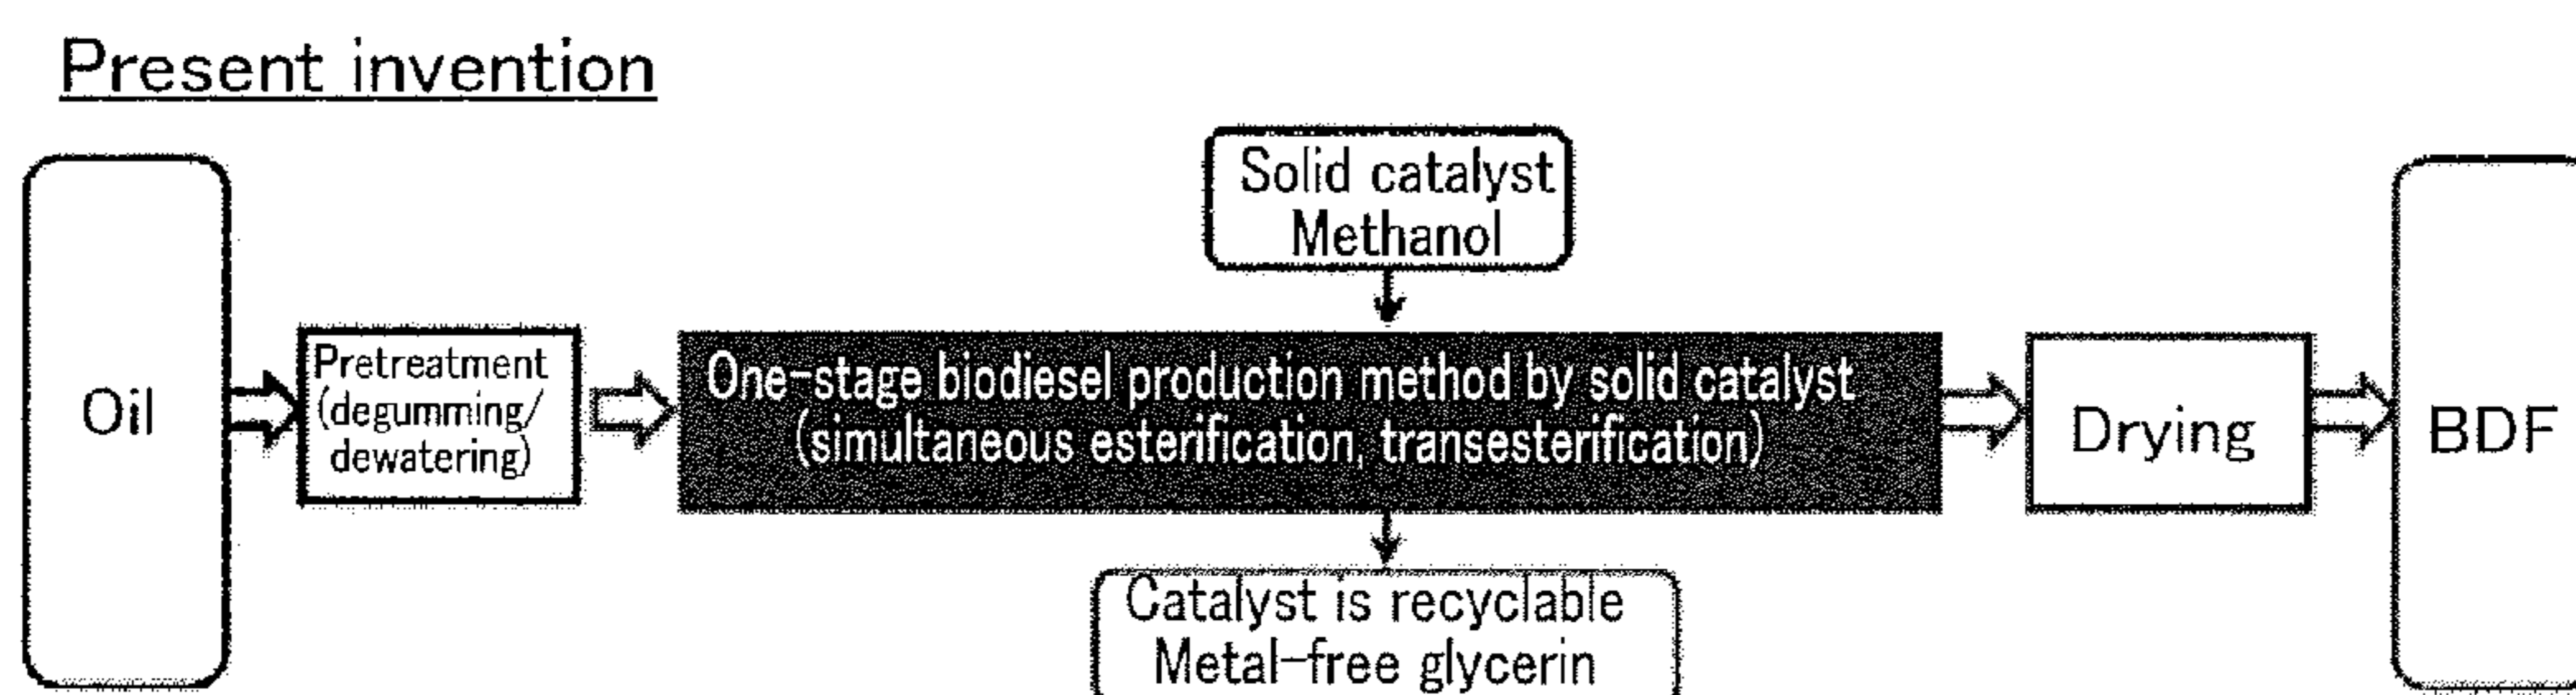 Present invention
Solid catalyst
Methanol
Oil
Pretreatment
(degumming/
dewatering)
One-stage biodiesel production method by solid catalyst
(simultaneous esterification, transesterification)
Drying
BDF
Catalyst is recyclable
Metal-free glycerin